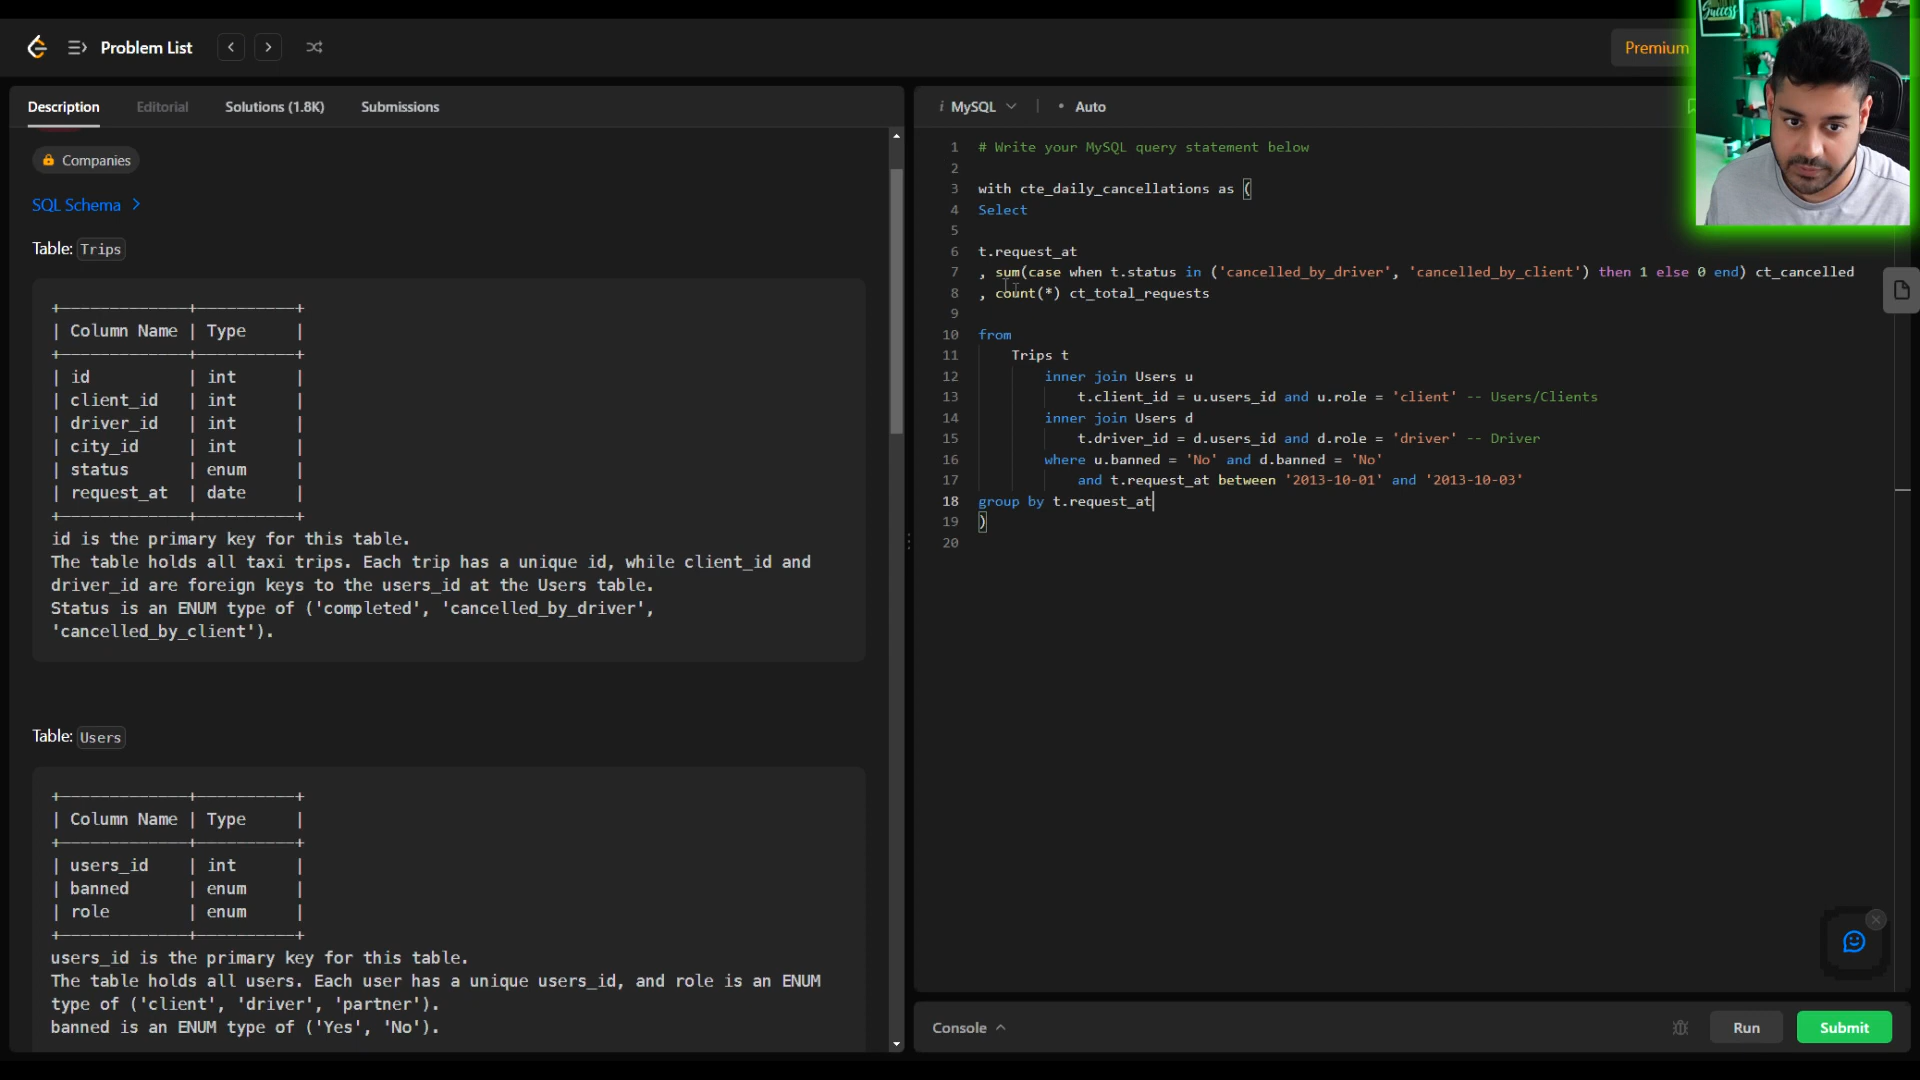 Success
Problem List
Premium
Description
Editorial
Solutions (1.8K)
Submissions
Companies
SQL Schema
Table: Trips
+-------------+----------+
| Column Name | Type     |
+-------------+----------+
| id          | int      |
| client_id   | int      |
| driver_id   | int      |
| city_id     | int      |
| status      | enum     |
| request_at  | date     |
+-------------+----------+
id is the primary key for this table.
The table holds all taxi trips. Each trip has a unique id, while client_id and
driver_id are foreign keys to the users_id at the Users table.
Status is an ENUM type of ('completed', 'cancelled_by_driver',
'cancelled_by_client').
Table: Users
+-------------+----------+
| Column Name | Type     |
+-------------+----------+
| users_id    | int      |
| banned      | enum     |
| role        | enum     |
+-------------+----------+
users_id is the primary key for this table.
The table holds all users. Each user has a unique users_id, and role is an ENUM
type of ('client', 'driver', 'partner').
banned is an ENUM type of ('Yes', 'No').
i MySQL
Auto
1 # Write your MySQL query statement below
2
3 with cte_daily_cancellations as (
4 Select
5
6 t.request_at
7 , sum(case when t.status in ('cancelled_by_driver', 'cancelled_by_client') then 1 else 0 end) ct_cancelled
8 , count(*) ct_total_requests
9
10 from
11 Trips t
12 inner join Users u
13 t.client_id = u.users_id and u.role = 'client' -- Users/Clients
14 inner join Users d
15 t.driver_id = d.users_id and d.role = 'driver' -- Driver
16 where u.banned = 'No' and d.banned = 'No'
17 and t.request_at between '2013-10-01' and '2013-10-03'
18 group by t.request_at
19 )
20
Console
Run
Submit